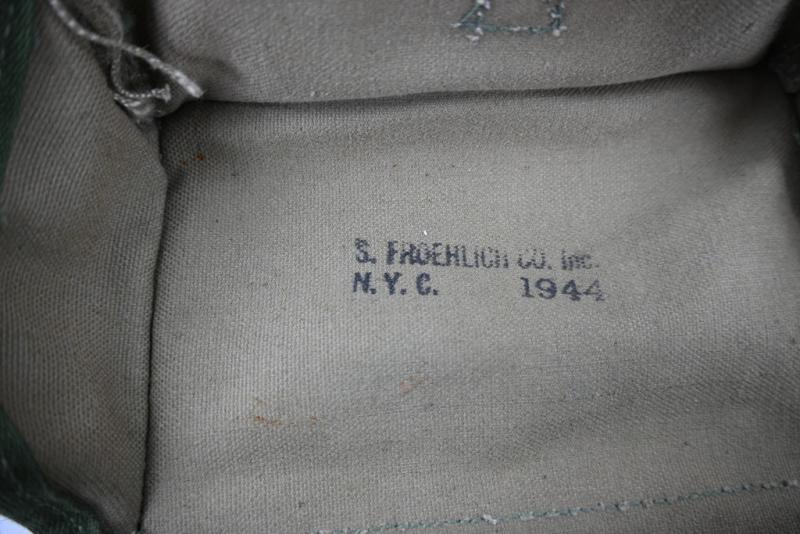 S. FROEHLICH CO. Inc.
N.Y.C. 1944